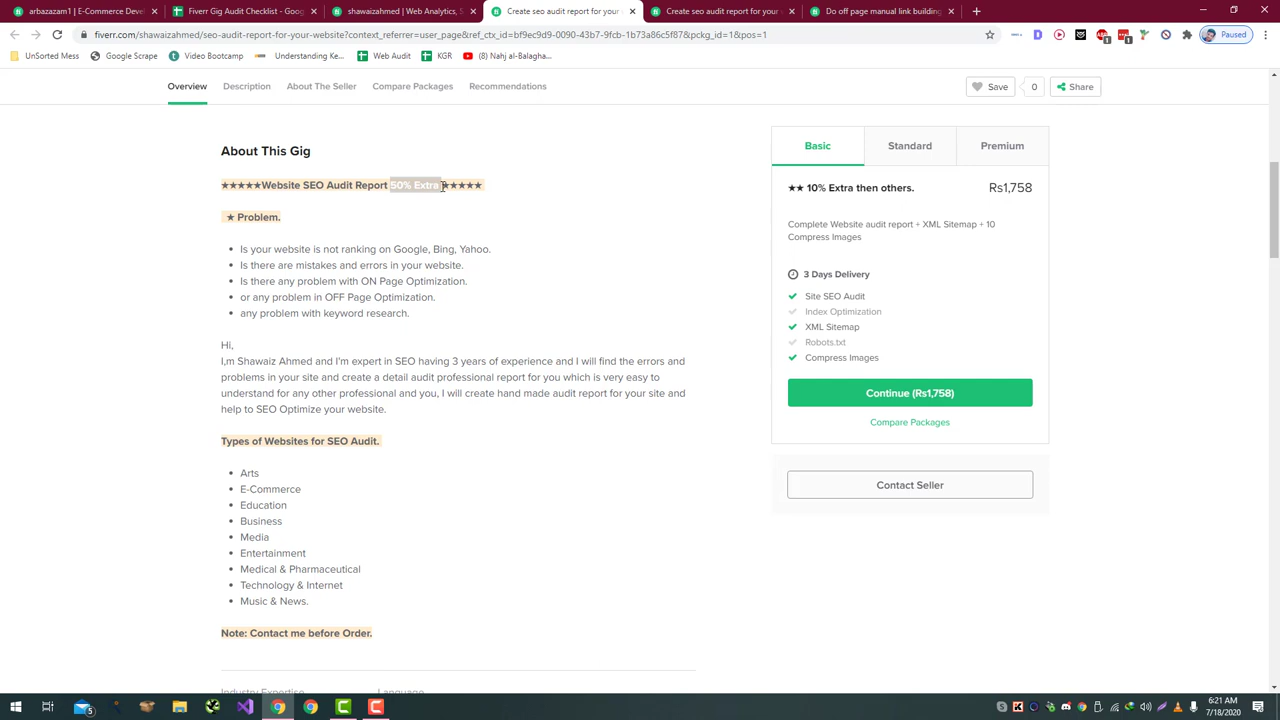 arbazazam1 | E-Commerce Deve
Fiverr Gig Audit Checklist - Goog
shawaizahmed | Web Analytics, S
Create seo audit report for your
Create seo audit report for your
Do off page manual link building
fiverr.com/shawaizahmed/seo-audit-report-for-your-website?context_referrer=user_page&ref_ctx_id=bf9ec9d9-0090-43b7-9fcb-1b73a86c5f87&pckg_id=1&pos=1
Paused
UnSorted Mess
Google Scrape
Video Bootcamp
Understanding Ke...
Web Audit
KGR
(8) Nahj al-Balagha...
Overview
Description
About The Seller
Compare Packages
Recommendations
Save
0
Share
About This Gig
★★★★★Website SEO Audit Report 50% Extra ★★★★★
★ Problem.
• Is your website is not ranking on Google, Bing, Yahoo.
• Is there are mistakes and errors in your website.
• Is there any problem with ON Page Optimization.
• or any problem in OFF Page Optimization.
• any problem with keyword research.
Hi,
I,m Shawaiz Ahmed and I'm expert in SEO having 3 years of experience and I will find the errors and
problems in your site and create a detail audit professional report for you which is very easy to
understand for any other professional and you, I will create hand made audit report for your site and
help to SEO Optimize your website.
Types of Websites for SEO Audit.
• Arts
• E-Commerce
• Education
• Business
• Media
• Entertainment
• Medical & Pharmaceutical
• Technology & Internet
• Music & News.
Note: Contact me before Order.
Industry Expertise
Language
Basic
Standard
Premium
★★ 10% Extra then others.
Rs1,758
Complete Website audit report + XML Sitemap + 10
Compress Images
3 Days Delivery
Site SEO Audit
Index Optimization
XML Sitemap
Robots.txt
Compress Images
Continue (Rs1,758)
Compare Packages
Contact Seller
6:21 AM
7/18/2020